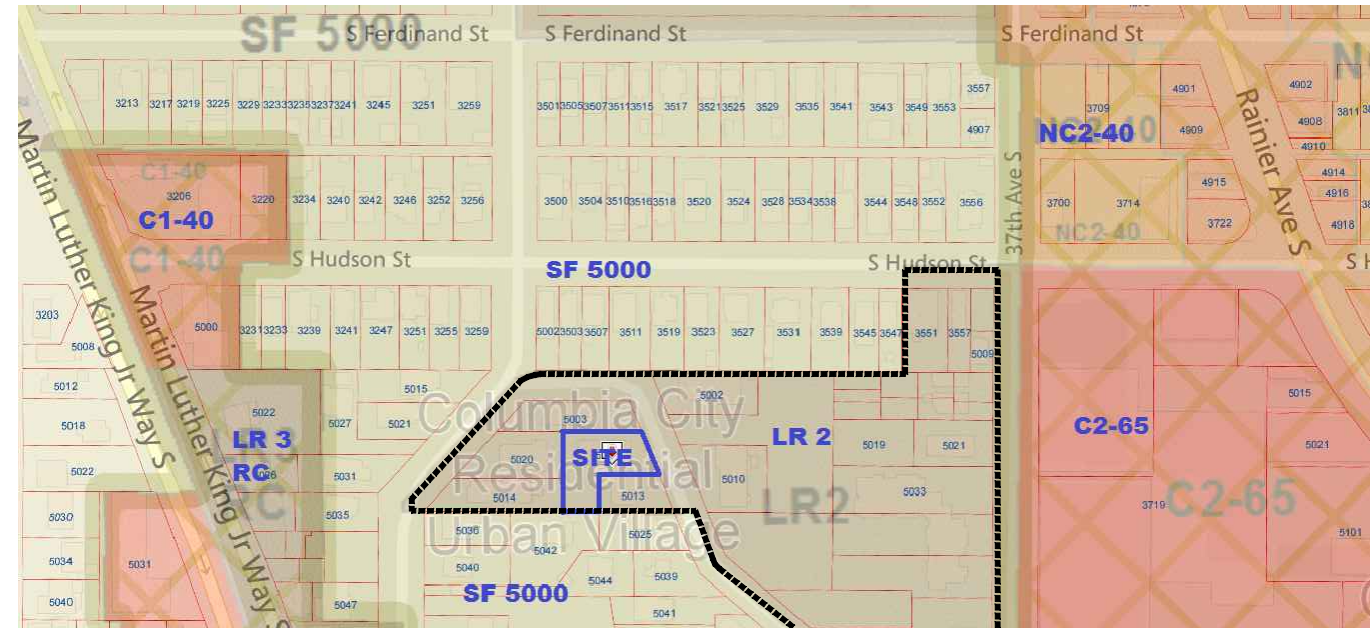 SF 5000
S Ferdinand St
S Ferdinand St
S Ferdinand St
3213 3217 3219 3225 3229 3233 3235 3237 3241 3245 3251 3259
3501 3505 3507 3511 3515 3517 3521 3525 3529 3535 3541 3543 3549 3553 3557
4907
3709
4901
4909
4902
4908
4910
3811
NC2-40
Rainier Ave S
Martin Luther King Jr Way S
C1-40
3206
C1-40
C1-40
3220 3234 3240 3242 3246 3252 3256
3500 3504 3510 3516 3518 3520 3524 3528 3534 3538 3544 3548 3552 3556
37th Ave S
3700 3714
NC2-40
4915
3722
4914
4916
4918
S Hudson St
SF 5000
S Hudson St
S H
3203
5008
Martin Luther King Jr Way S
5000
3231 3233 3239 3241 3247 3251 3255 3259
5002 3503 3507 3511 3519 3523 3527 3531 3539 3545 3547 3551 3557
5009
5012
5018
5022
5030
5034
5040
5022
LR 3
RC
LR3
RC
5031
5027
5015
5021
5031
5035
5047
Columbia City
Residential
Urban Village
5003
5002
5020
SITE
5014
5013
5010
LR 2
LR2
5019
5021
5033
5036
5042
5025
5040
5044
5039
5041
SF 5000
C2-65
C2-65
3719
5015
5021
5101